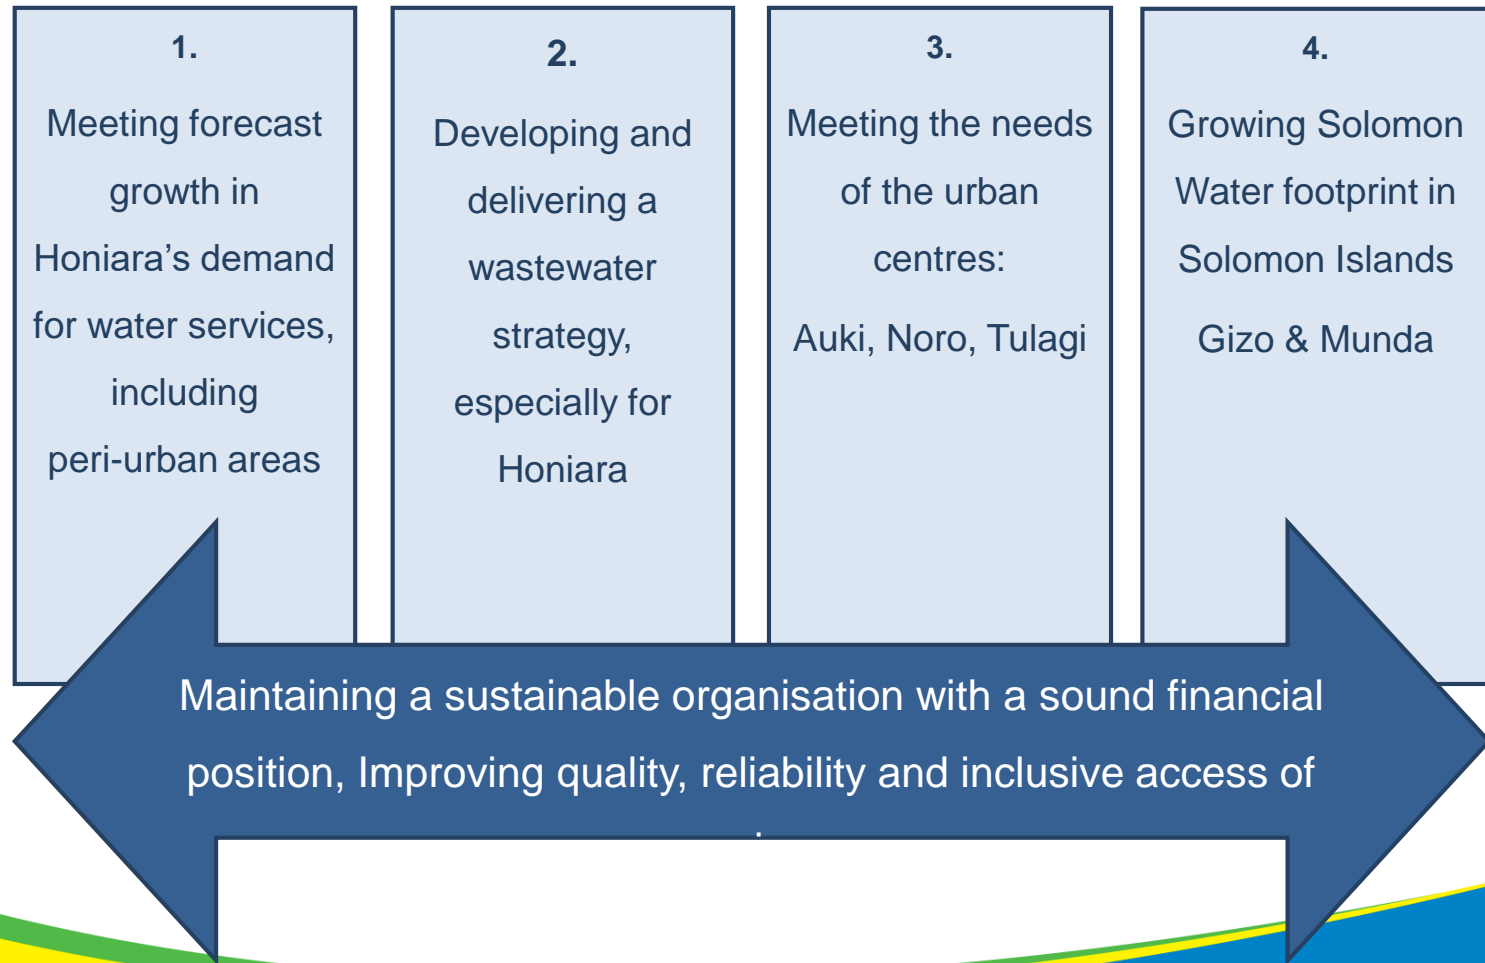 1.
Meeting forecast
growth in
Honiara’s demand
for water services,
including
peri-urban areas
2.
Developing and
delivering a
wastewater
strategy,
especially for
Honiara
3.
Meeting the needs
of the urban
centres:
Auki, Noro, Tulagi
4.
Growing Solomon
Water footprint in
Solomon Islands
Gizo & Munda
Maintaining a sustainable organisation with a sound financial
position, Improving quality, reliability and inclusive access of